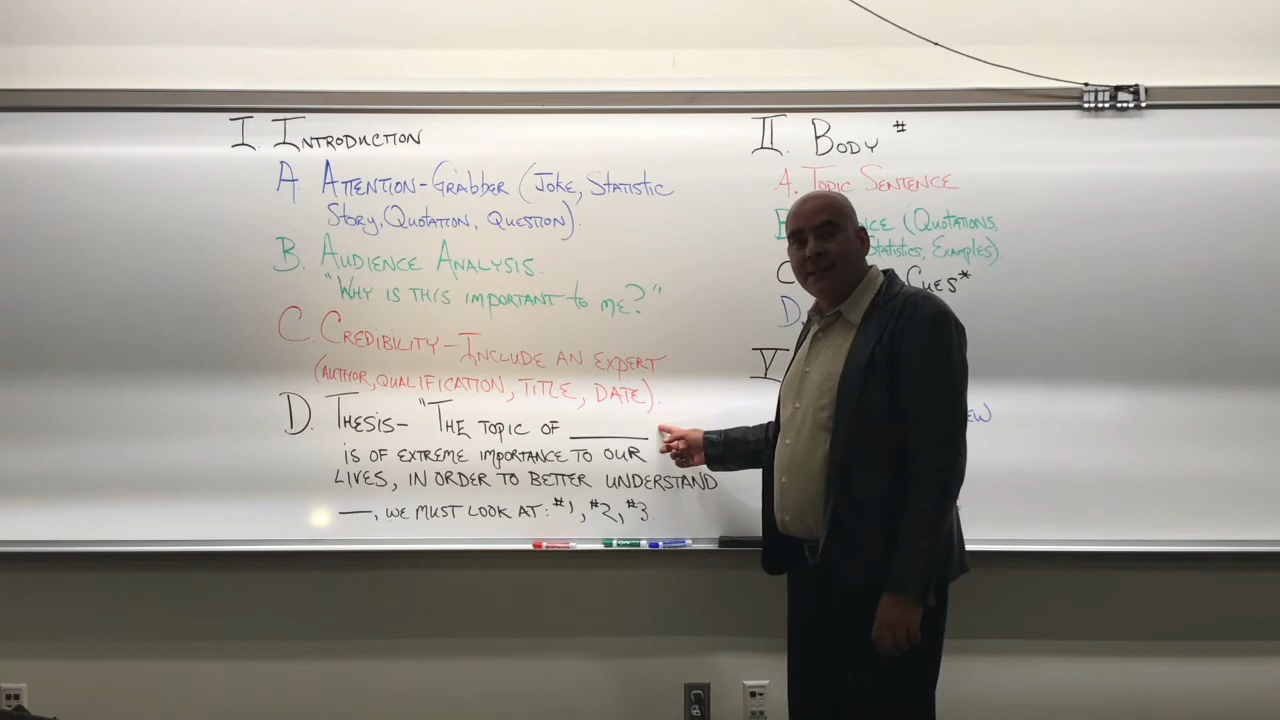 I. INTRODUCTION
A. ATTENTION-GRABBER (JOKE, STATISTIC
STORY, QUOTATION, QUESTION).
B. AUDIENCE ANALYSIS.
"WHY IS THIS IMPORTANT to ME?"
C. CREDIBILITY - INCLUDE AN EXPERT
(AUTHOR, QUALIFICATION, TITLE, DATE).
D. THESIS- "THE TOPIC OF ______
IS OF EXTREME IMPORTANCE TO OUR
LIVES, IN ORDER TO BETTER UNDERSTAND
___, WE MUST LOOK AT: #1, #2, #3.
II. BODY #
A. TOPIC SENTENCE
(QUOTATIONS,
STATISTICS, EXAMPLES)
C CUES*
D.
V